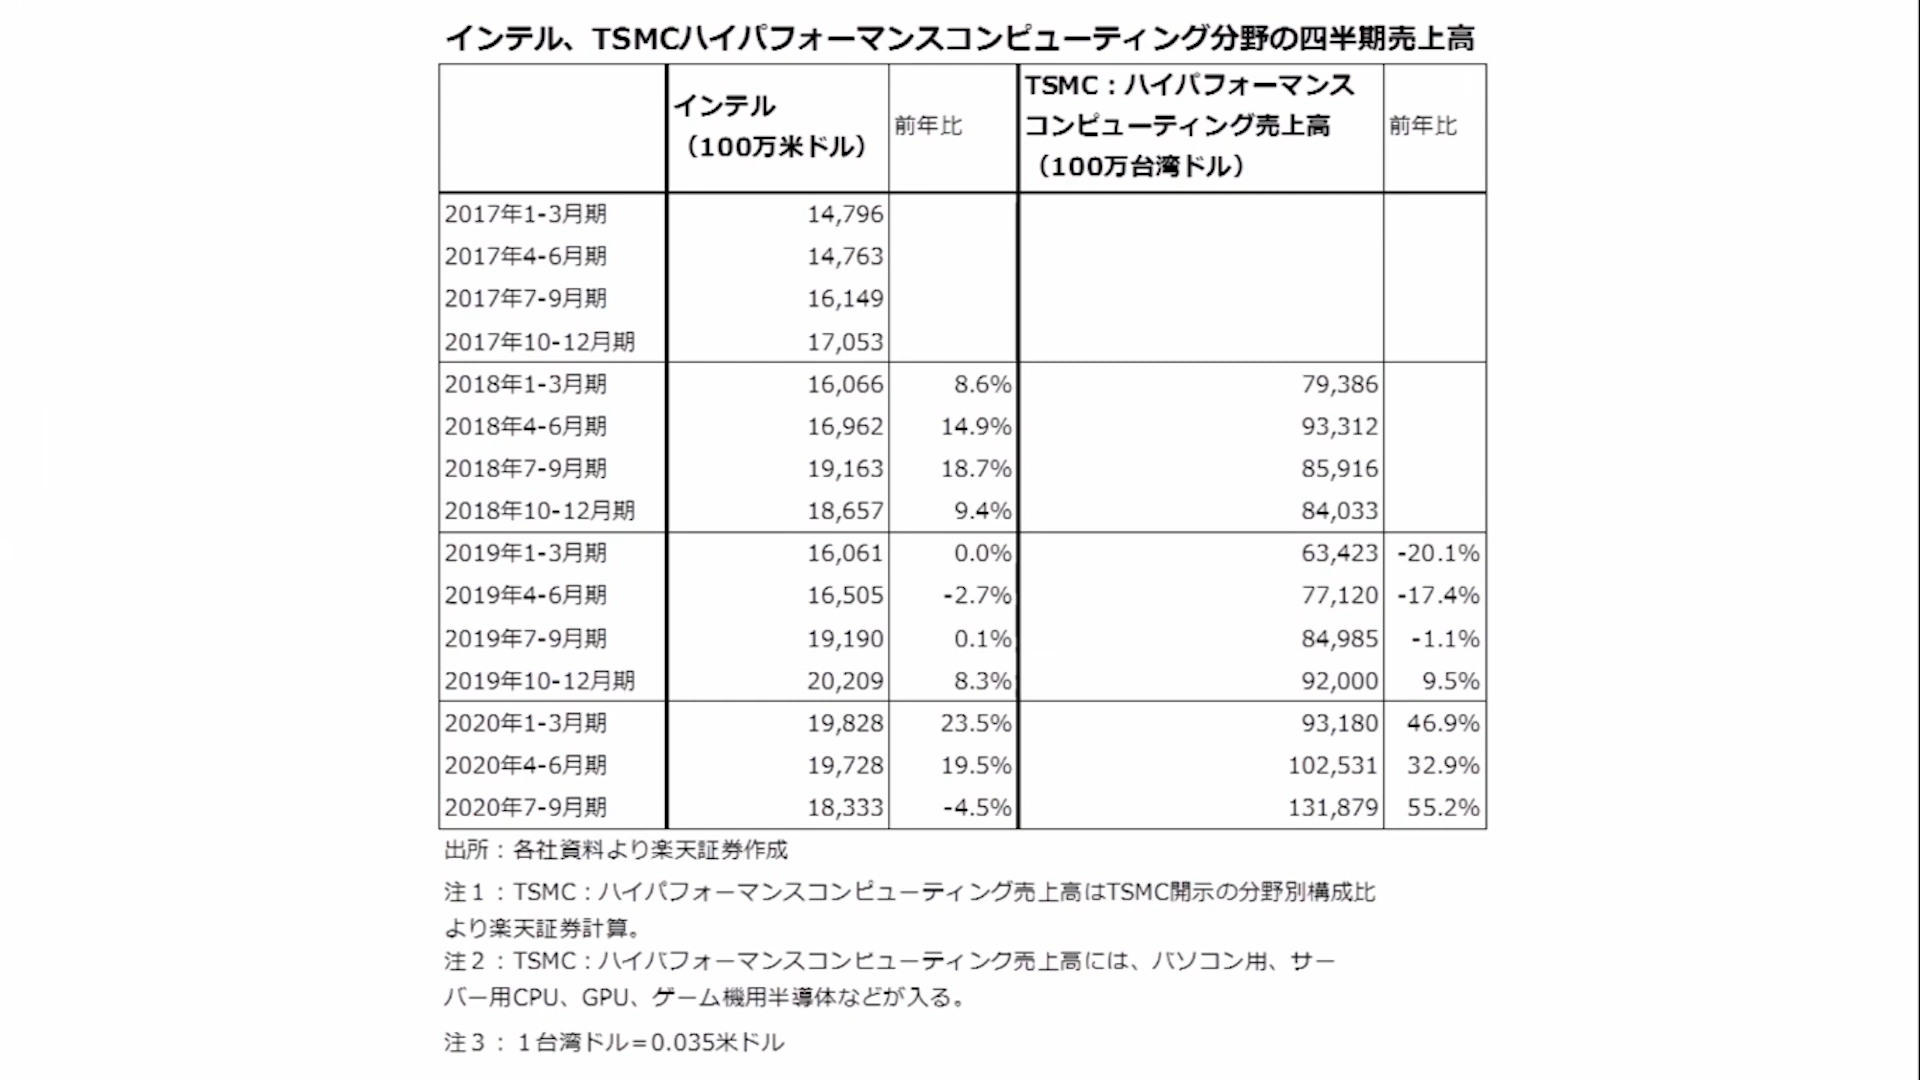 インテル、TSMCハイパフォーマンスコンピューティング分野の四半期売上高
インテル
（100万米ドル）
前年比
TSMC：ハイパフォーマンス
コンピューティング売上高
（100万台湾ドル）
前年比
2017年1-3月期 14,796
2017年4-6月期 14,763
2017年7-9月期 16,149
2017年10-12月期 17,053
2018年1-3月期 16,066 8.6% 79,386
2018年4-6月期 16,962 14.9% 93,312
2018年7-9月期 19,163 18.7% 85,916
2018年10-12月期 18,657 9.4% 84,033
2019年1-3月期 16,061 0.0% 63,423 -20.1%
2019年4-6月期 16,505 -2.7% 77,120 -17.4%
2019年7-9月期 19,190 0.1% 84,985 -1.1%
2019年10-12月期 20,209 8.3% 92,000 9.5%
2020年1-3月期 19,828 23.5% 93,180 46.9%
2020年4-6月期 19,728 19.5% 102,531 32.9%
2020年7-9月期 18,333 -4.5% 131,879 55.2%
出所：各社資料より楽天証券作成
注１：TSMC：ハイパフォーマンスコンピューティング売上高はTSMC開示の分野別構成比
より楽天証券計算。
注２：TSMC：ハイパフォーマンスコンピューティング売上高には、パソコン用、サー
バー用CPU、GPU、ゲーム機用半導体などが入る。
注３：１台湾ドル＝0.035米ドル